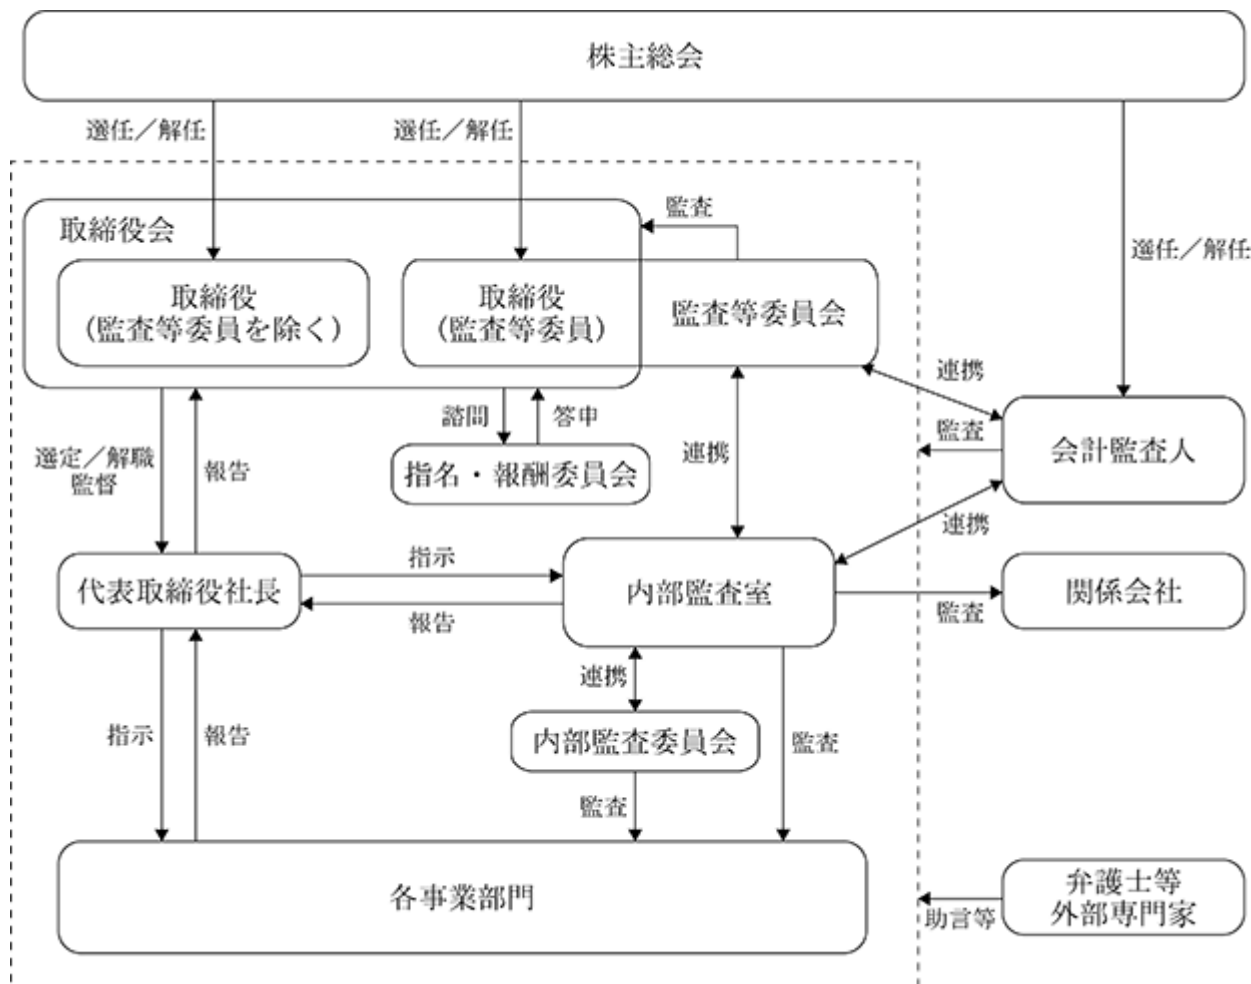 株主総会
選任／解任
選任／解任
選任／解任
取締役会
監査
取締役
（監査等委員を除く）
取締役
（監査等委員）
監査等委員会
連携
監査
会計監査人
選定／解職
監督
報告
諮問
答申
指名・報酬委員会
連携
連携
代表取締役社長
指示
報告
内部監査室
監査
関係会社
連携
内部監査委員会
指示
報告
監査
監査
各事業部門
助言等
弁護士等
外部専門家